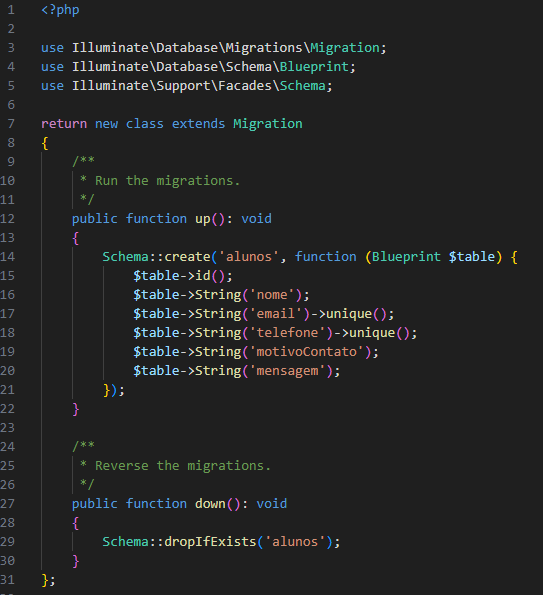 1 <?php
2
3 use Illuminate\Database\Migrations\Migration;
4 use Illuminate\Database\Schema\Blueprint;
5 use Illuminate\Support\Facades\Schema;
6
7 return new class extends Migration
8 {
9     /**
10      * Run the migrations.
11      */
12     public function up(): void
13     {
14         Schema::create('alunos', function (Blueprint $table) {
15             $table->id();
16             $table->String('nome');
17             $table->String('email')->unique();
18             $table->String('telefone')->unique();
19             $table->String('motivoContato');
20             $table->String('mensagem');
21         });
22     }
23
24     /**
25      * Reverse the migrations.
26      */
27     public function down(): void
28     {
29         Schema::dropIfExists('alunos');
30     }
31 };